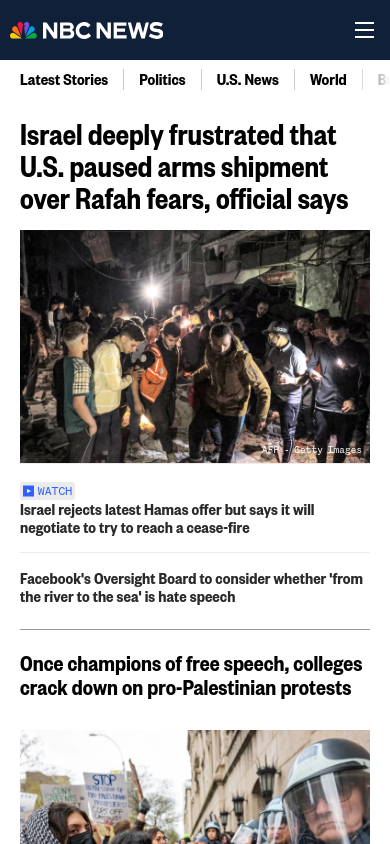 NBC NEWS
Latest Stories
Politics
U.S. News
World
Israel deeply frustrated that
U.S. paused arms shipment
over Rafah fears, official says
AFP - Getty Images
WATCH
Israel rejects latest Hamas offer but says it will
negotiate to try to reach a cease-fire
Facebook's Oversight Board to consider whether 'from
the river to the sea' is hate speech
Once champions of free speech, colleges
crack down on pro-Palestinian protests
STOP